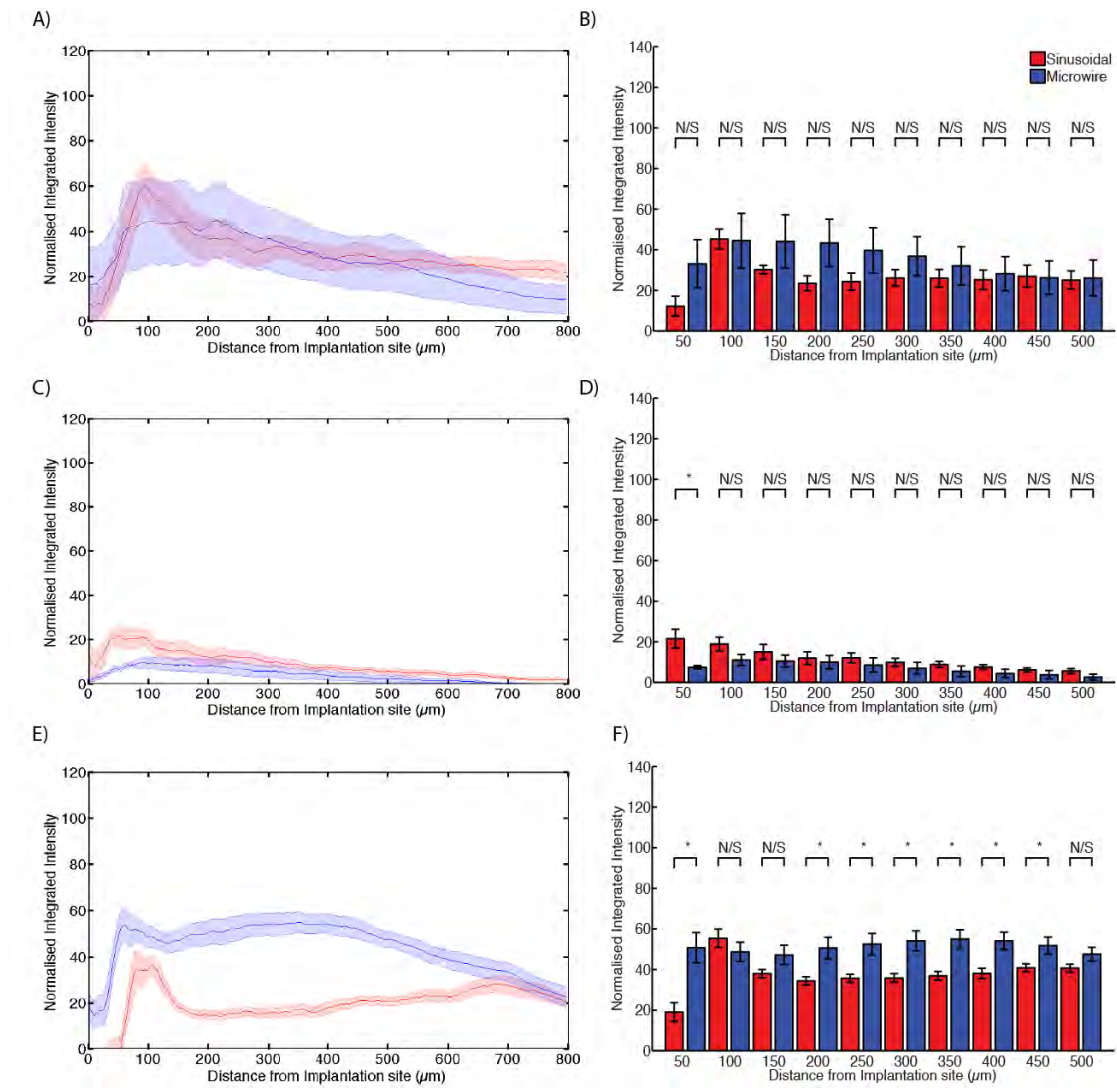 A)
120
100
80
60
40
20
0
Normalised Integrated Intensity
0 100 200 300 400 500 600 700 800
Distance from Implantation site (µm)
B)
140
120
100
80
60
40
20
0
Normalised Integrated Intensity
Sinusoidal
Microwire
N/S N/S N/S N/S N/S N/S N/S N/S N/S N/S
50 100 150 200 250 300 350 400 450 500
Distance from Implantation site (µm)
C)
120
100
80
60
40
20
0
Normalised Integrated Intensity
0 100 200 300 400 500 600 700 800
Distance from Implantation site (µm)
D)
140
120
100
80
60
40
20
0
Normalised Integrated Intensity
* N/S N/S N/S N/S N/S N/S N/S N/S N/S
50 100 150 200 250 300 350 400 450 500
Distance from Implantation site (µm)
E)
120
100
80
60
40
20
0
Normalised Integrated Intensity
0 100 200 300 400 500 600 700 800
Distance from Implantation site (µm)
F)
140
120
100
80
60
40
20
0
Normalised Integrated Intensity
* N/S N/S * * * * * * N/S
50 100 150 200 250 300 350 400 450 500
Distance from Implantation site (µm)